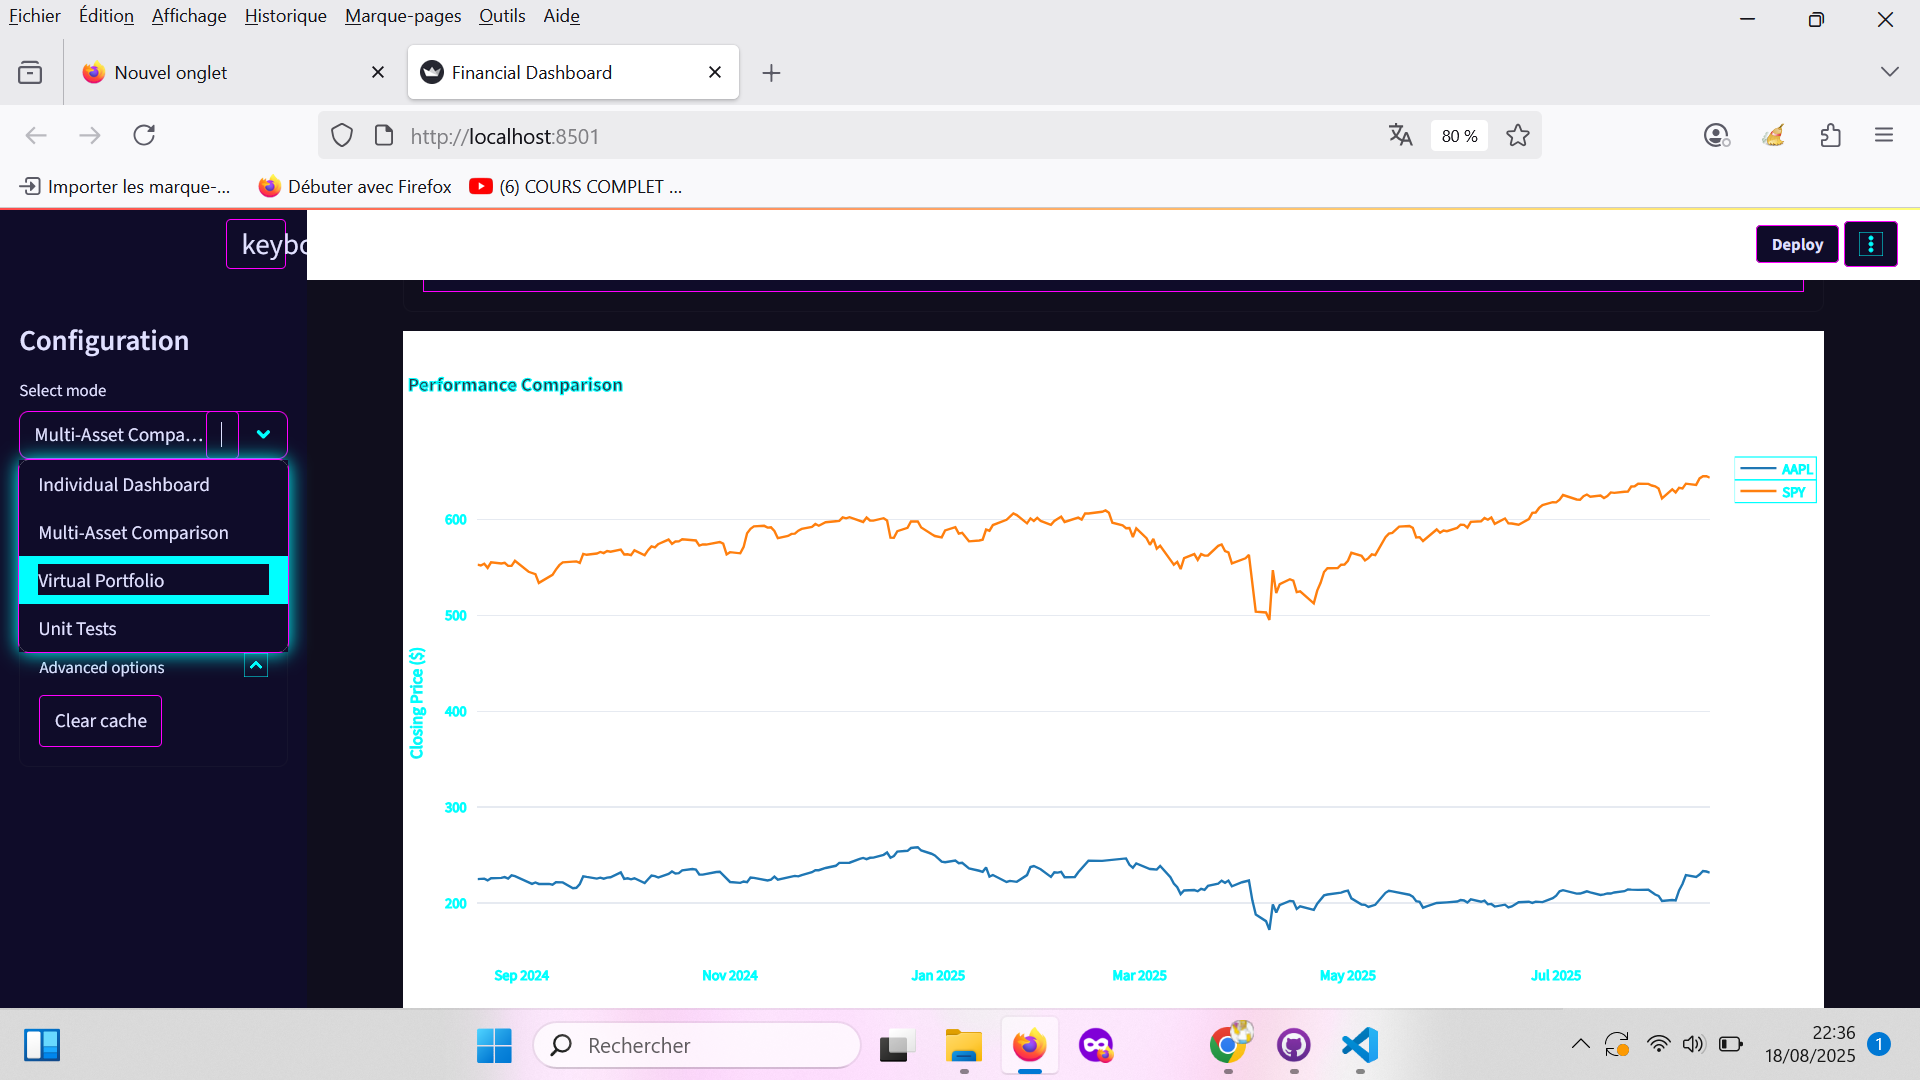 Fichier Édition Affichage Historique Marque-pages Outils Aide
Nouvel onglet
Financial Dashboard
http://localhost:8501
80 %
Importer les marque-...
Débuter avec Firefox
(6) COURS COMPLET ...
keybo
Deploy
Configuration
Select mode
Multi-Asset Compa...
Individual Dashboard
Multi-Asset Comparison
Virtual Portfolio
Unit Tests
Advanced options
Clear cache
Performance Comparison
AAPL
SPY
600
500
400
300
200
Closing Price ($)
Sep 2024 Nov 2024 Jan 2025 Mar 2025 May 2025 Jul 2025
Rechercher
22:36
18/08/2025
1